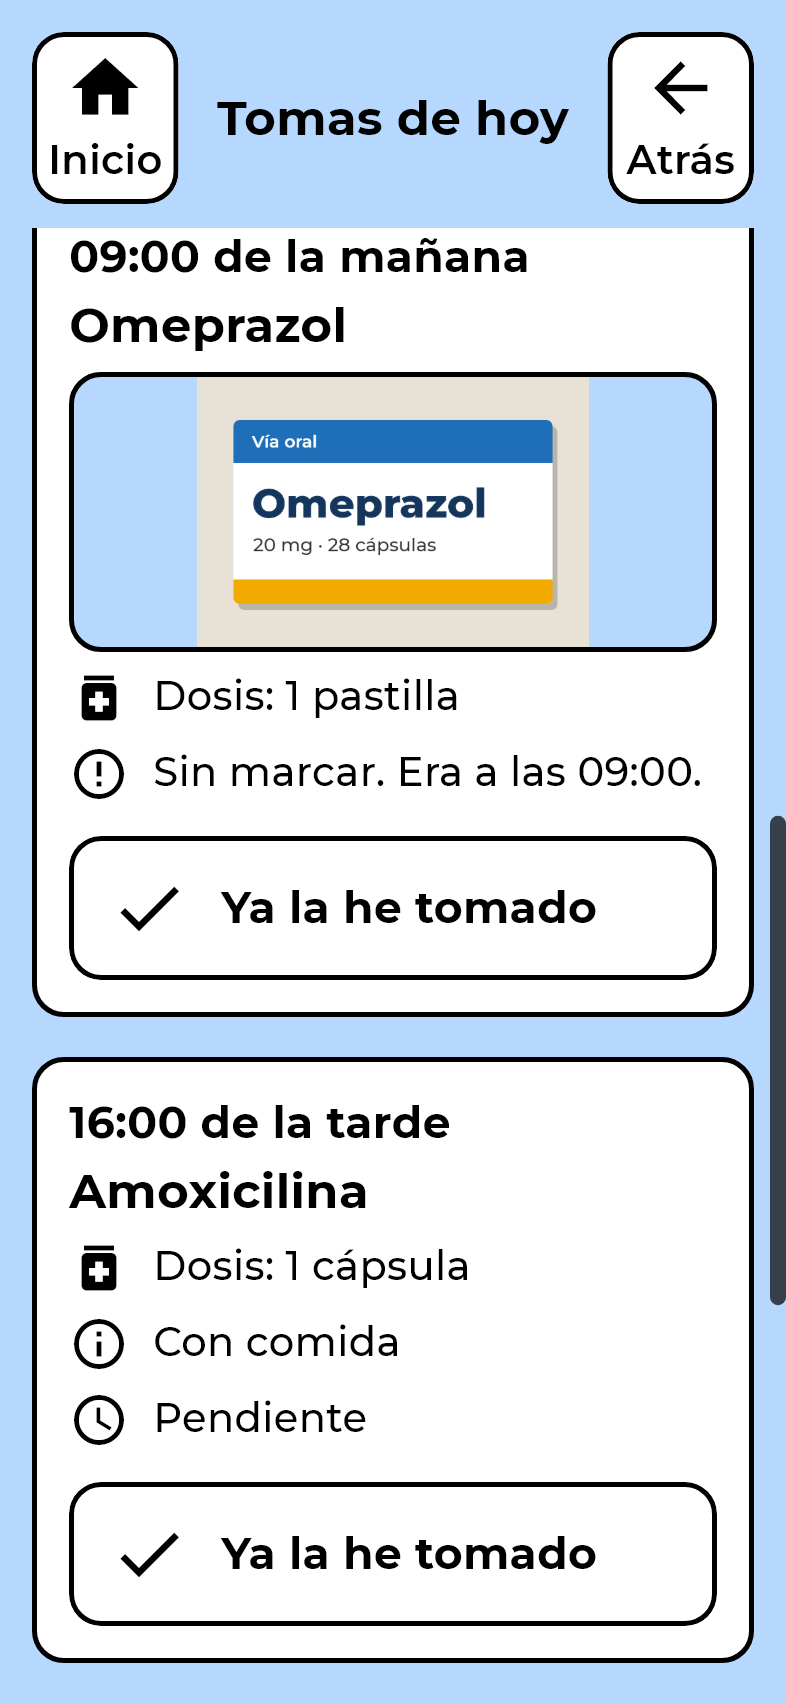 Inicio
Tomas de hoy
Atrás
09:00 de la mañana
Omeprazol
Vía oral
Omeprazol
20 mg · 28 cápsulas
Dosis: 1 pastilla
Sin marcar. Era a las 09:00.
Ya la he tomado
16:00 de la tarde
Amoxicilina
Dosis: 1 cápsula
Con comida
Pendiente
Ya la he tomado